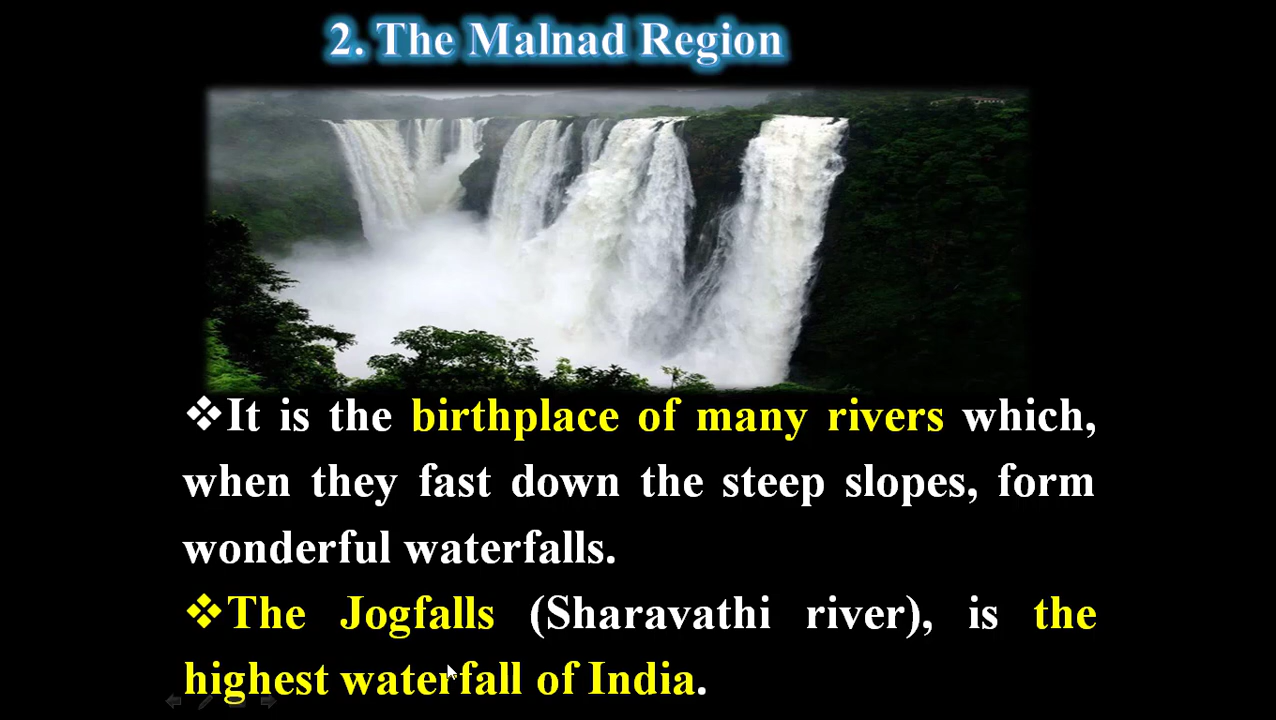 2. The Malnad Region
❖It is the birthplace of many rivers which,
when they fast down the steep slopes, form
wonderful waterfalls.
❖The Jogfalls (Sharavathi river), is the
highest waterfall of India.